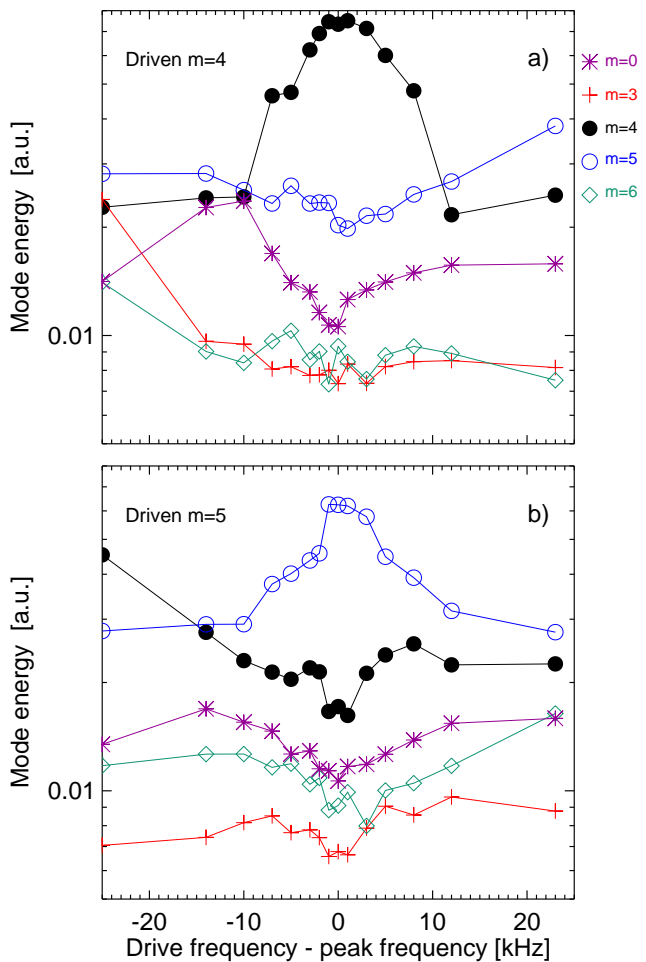 Driven m=4
a)
m=0
m=3
m=4
m=5
m=6
Mode energy [a.u.]
0.01
Driven m=5
b)
Mode energy [a.u.]
0.01
-20 -10 0 10 20
Drive frequency - peak frequency [kHz]